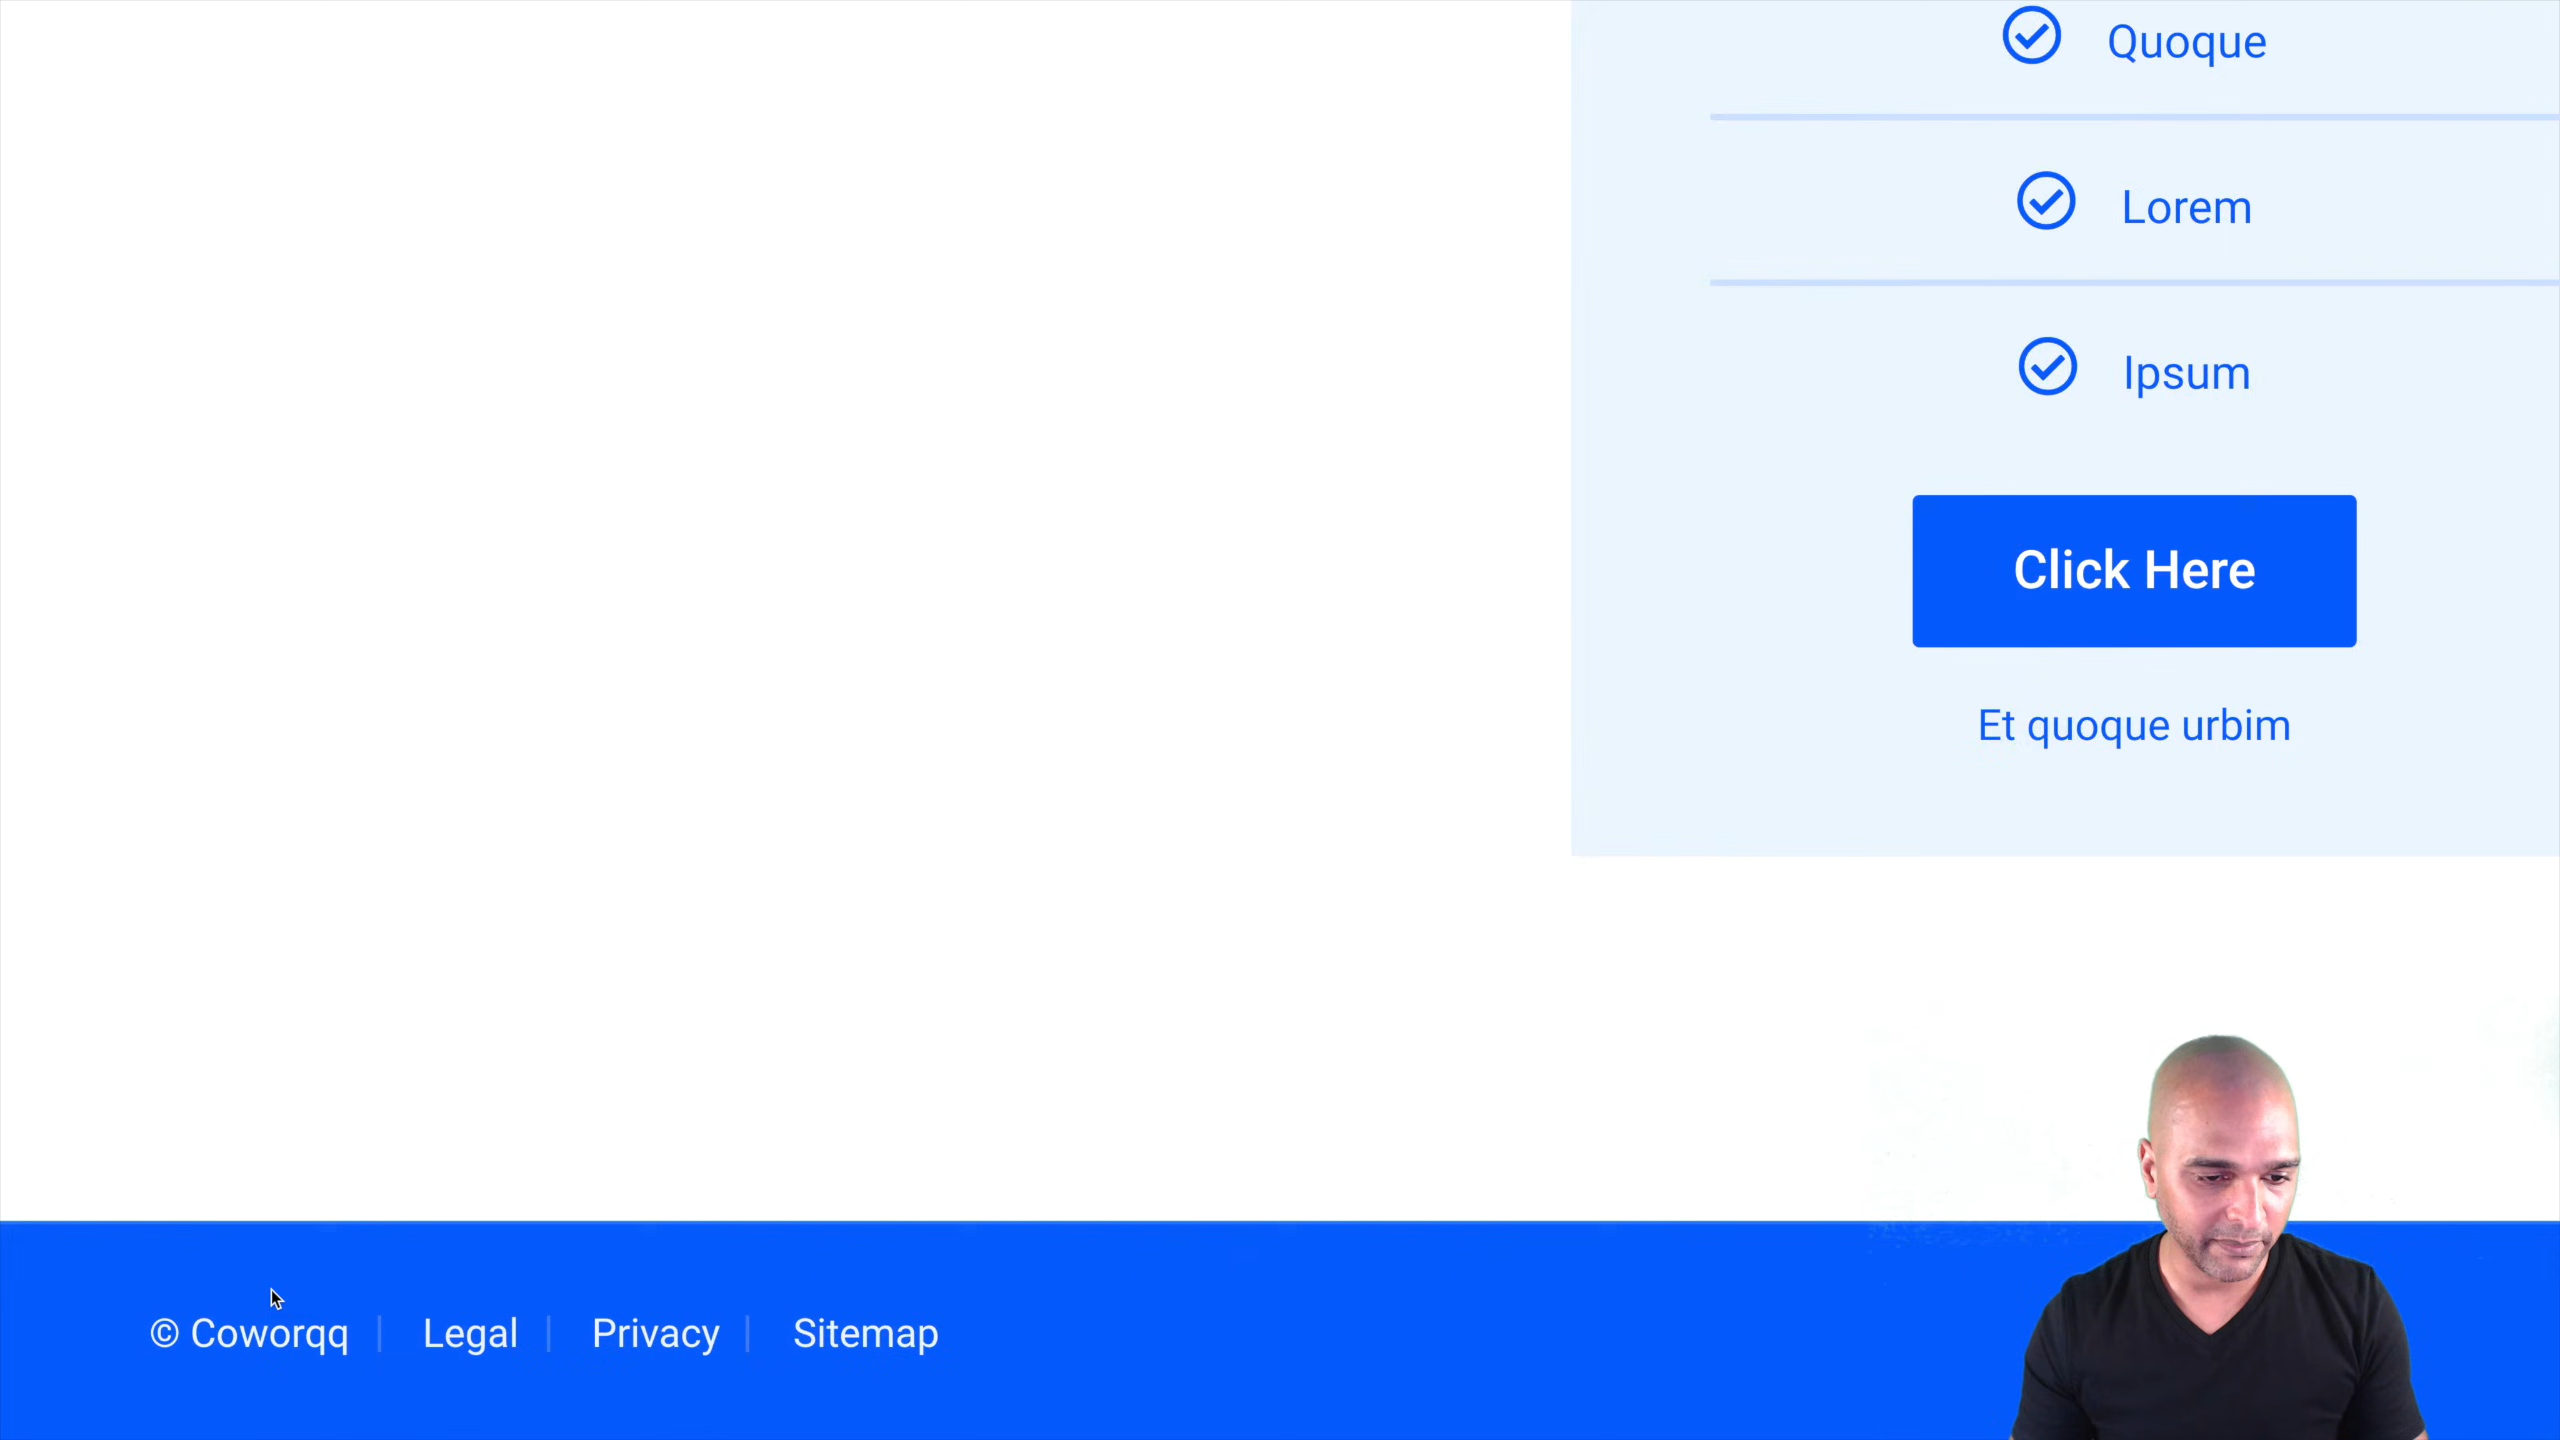 Quoque
Lorem
Ipsum
Click Here
Et quoque urbim
© Coworqq | Legal | Privacy | Sitemap